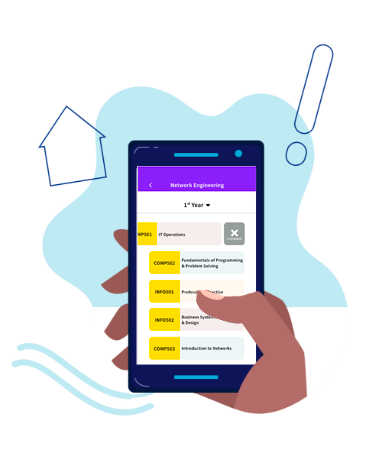 Network Engineering
1st Year
MP501 IT Operations
COMP502 Fundamentals of Programming
& Problem Solving
INFO501
INFO502 Business
& Design
COMP503 Introduction to Networks